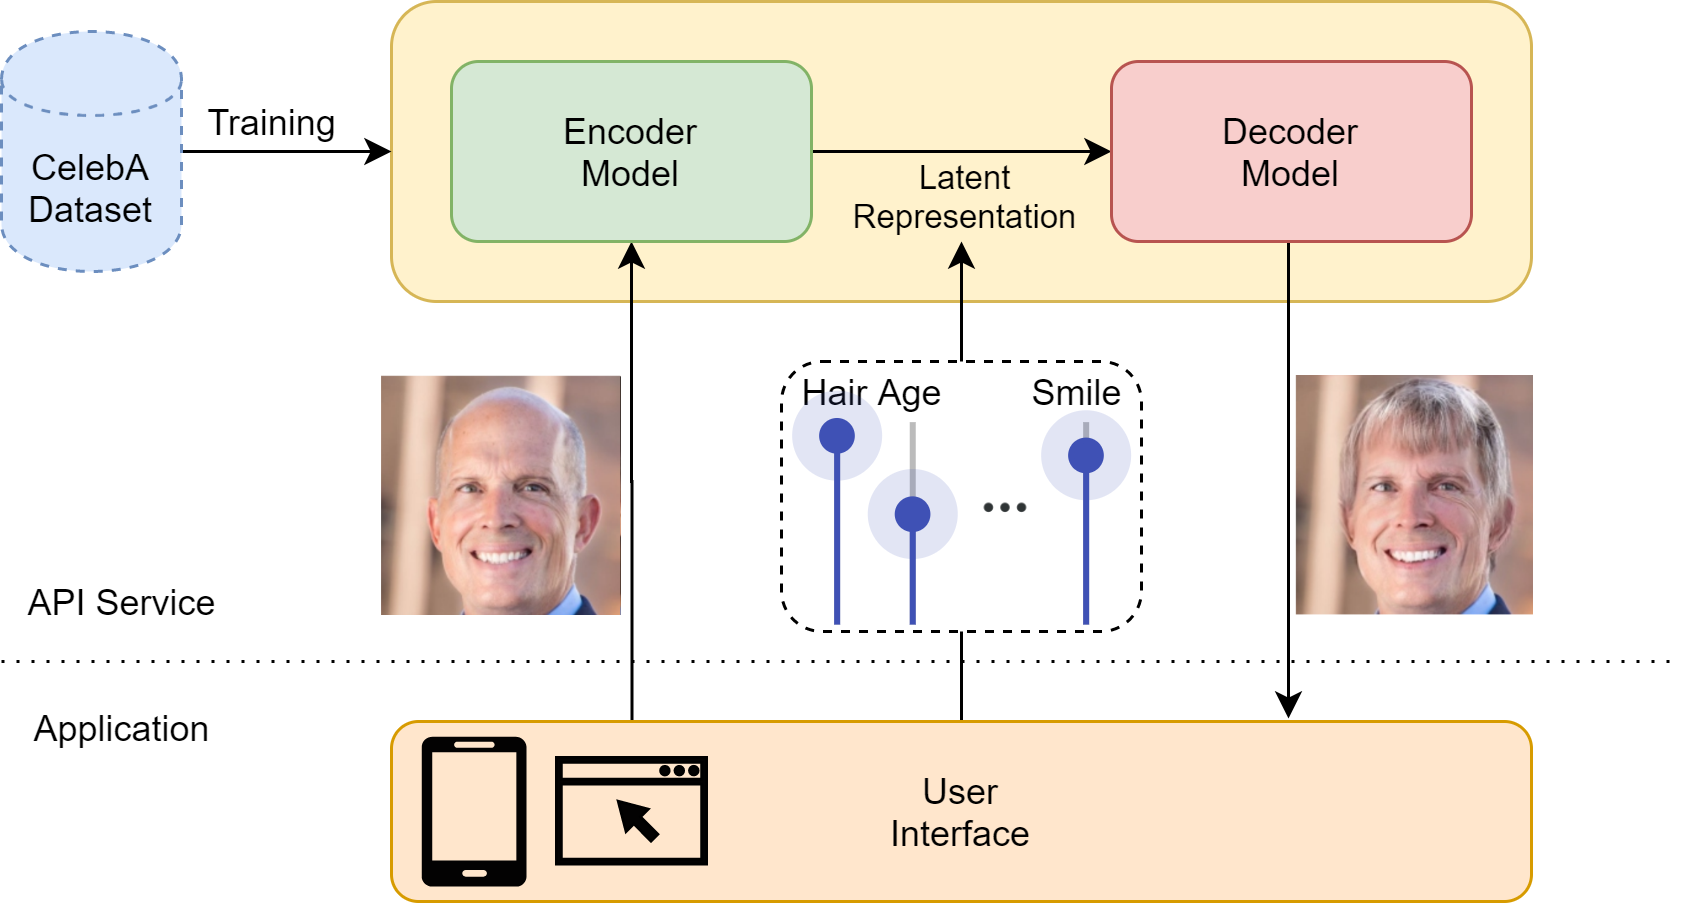 Training
CelebA
Dataset
Encoder
Model
Latent
Representation
Decoder
Model
Hair Age Smile
API Service
Application
User
Interface